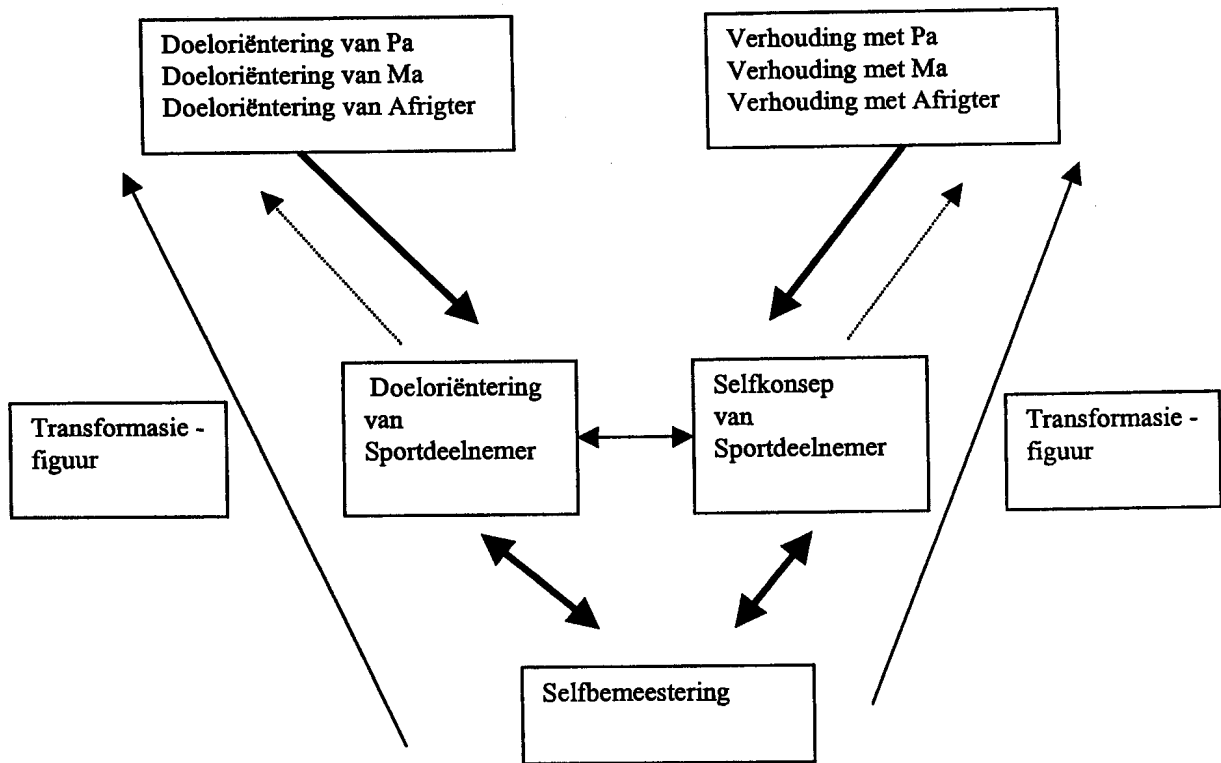 Doeloriëntering van Pa
Doeloriëntering van Ma
Doeloriëntering van Afrigter
Verhouding met Pa
Verhouding met Ma
Verhouding met Afrigter
Transformasie -
figuur
Doeloriëntering
van
Sportdeelnemer
Selfkonsep
van
Sportdeelnemer
Transformasie -
figuur
Selfbemeestering